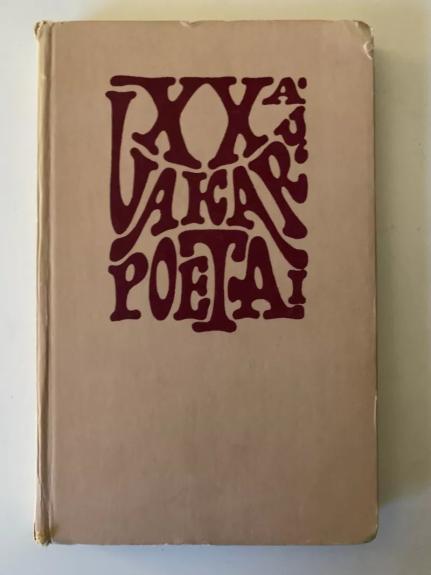 XX A.
VAKARŲ
POETAI